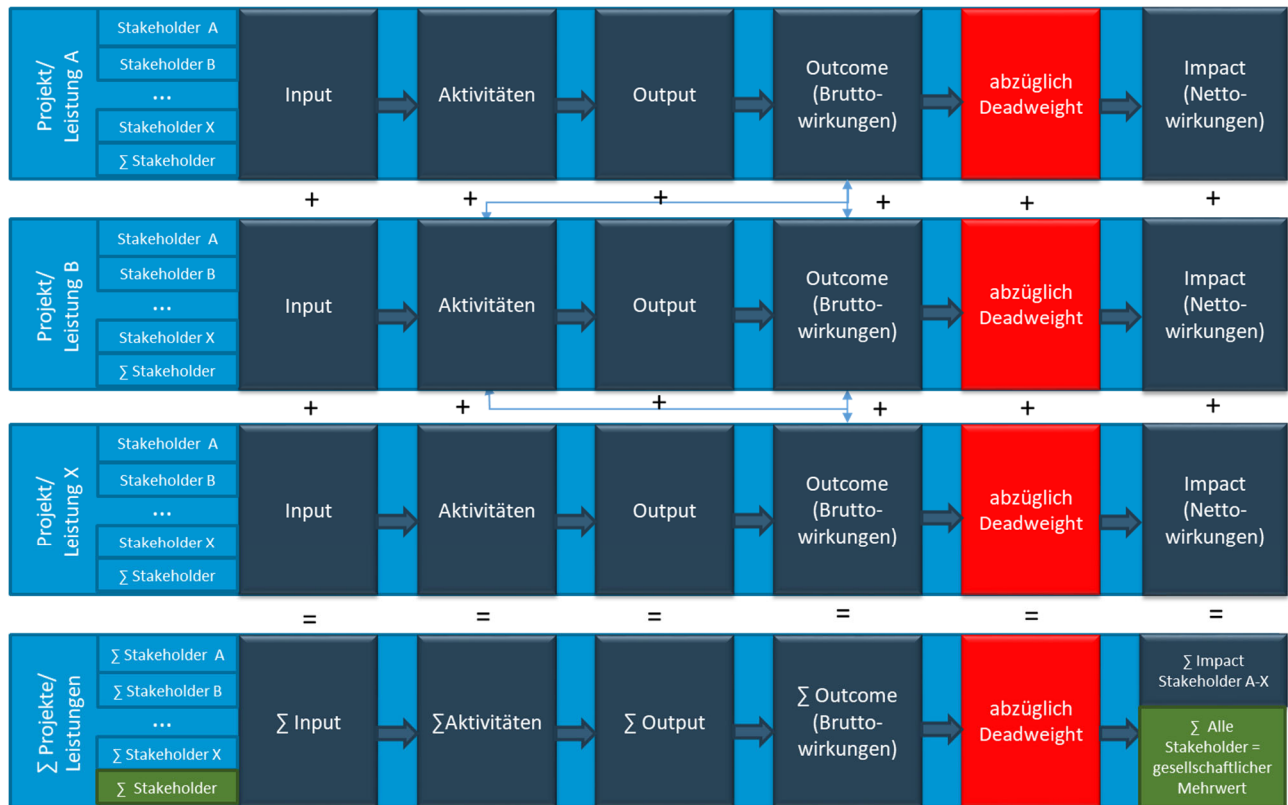 Projekt/
Leistung A
Stakeholder A
Stakeholder B
...
Stakeholder X
∑ Stakeholder
Input
Aktivitäten
Output
Outcome
(Brutto-
wirkungen)
abzüglich
Deadweight
Impact
(Netto-
wirkungen)
+ + + + + +
Projekt/
Leistung B
Stakeholder A
Stakeholder B
...
Stakeholder X
∑ Stakeholder
Input
Aktivitäten
Output
Outcome
(Brutto-
wirkungen)
abzüglich
Deadweight
Impact
(Netto-
wirkungen)
+ + + + + +
Projekt/
Leistung X
Stakeholder A
Stakeholder B
...
Stakeholder X
∑ Stakeholder
Input
Aktivitäten
Output
Outcome
(Brutto-
wirkungen)
abzüglich
Deadweight
Impact
(Netto-
wirkungen)
= = = = = =
∑ Projekte/
Leistungen
∑ Stakeholder A
∑ Stakeholder B
...
∑ Stakeholder X
∑ Stakeholder
∑ Input
∑Aktivitäten
∑ Output
∑ Outcome
(Brutto-
wirkungen)
abzüglich
Deadweight
∑ Impact
Stakeholder A-X
∑ Alle
Stakeholder =
gesellschaftlicher
Mehrwert